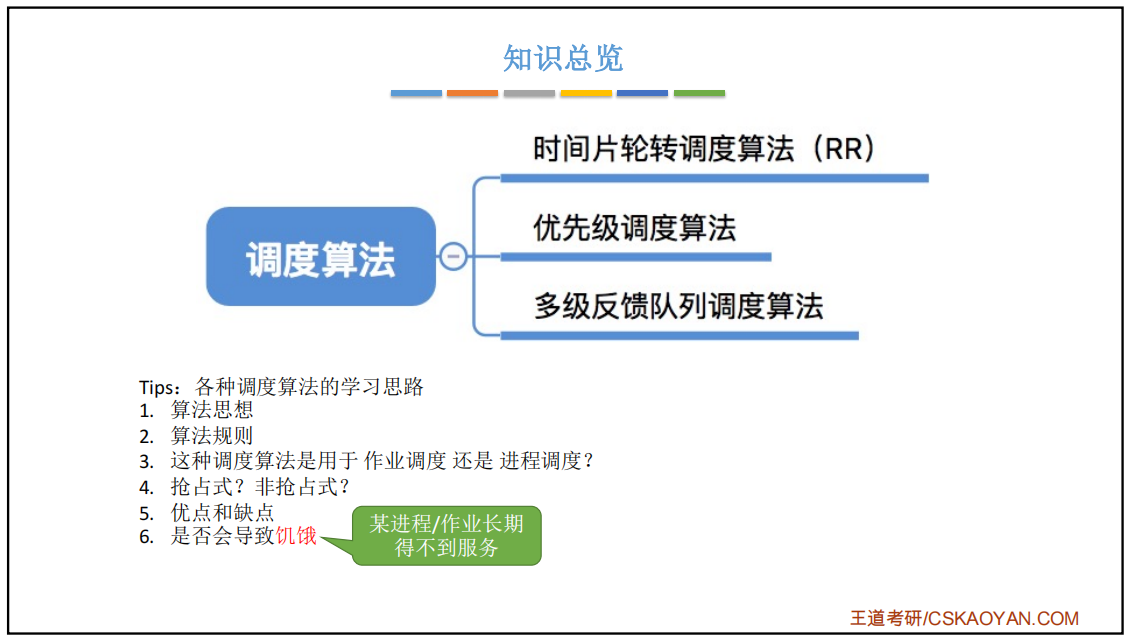 知识总览
调度算法
时间片轮转调度算法（RR）
优先级调度算法
多级反馈队列调度算法
Tips：各种调度算法的学习思路
1. 算法思想
2. 算法规则
3. 这种调度算法是用于 作业调度 还是 进程调度？
4. 抢占式？非抢占式？
5. 优点和缺点
6. 是否会导致饥饿
某进程/作业长期
得不到服务
王道考研/CSKAOYAN.COM